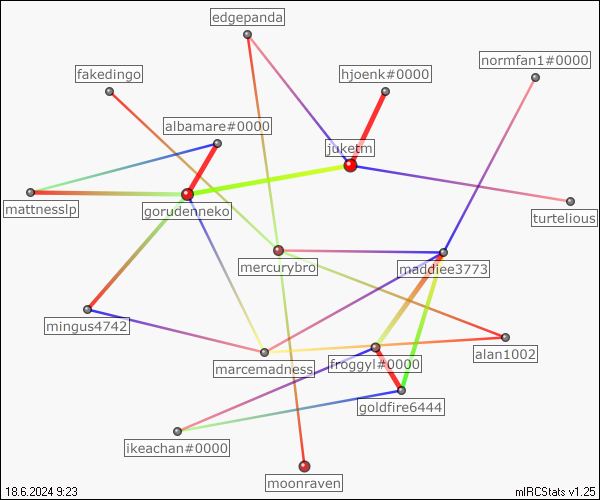 edgepanda
normfan1#0000
fakedingo
hjoenk#0000
albamare#0000
juketm
mattnesslp
gorudenneko
turtelious
mercurybro
maddiee3773
mingus4742
marcemadness
froggyl#0000
alan1002
goldfire6444
ikeachan#0000
moonraven
18.6.2024 9:23
mIRCStats v1.25